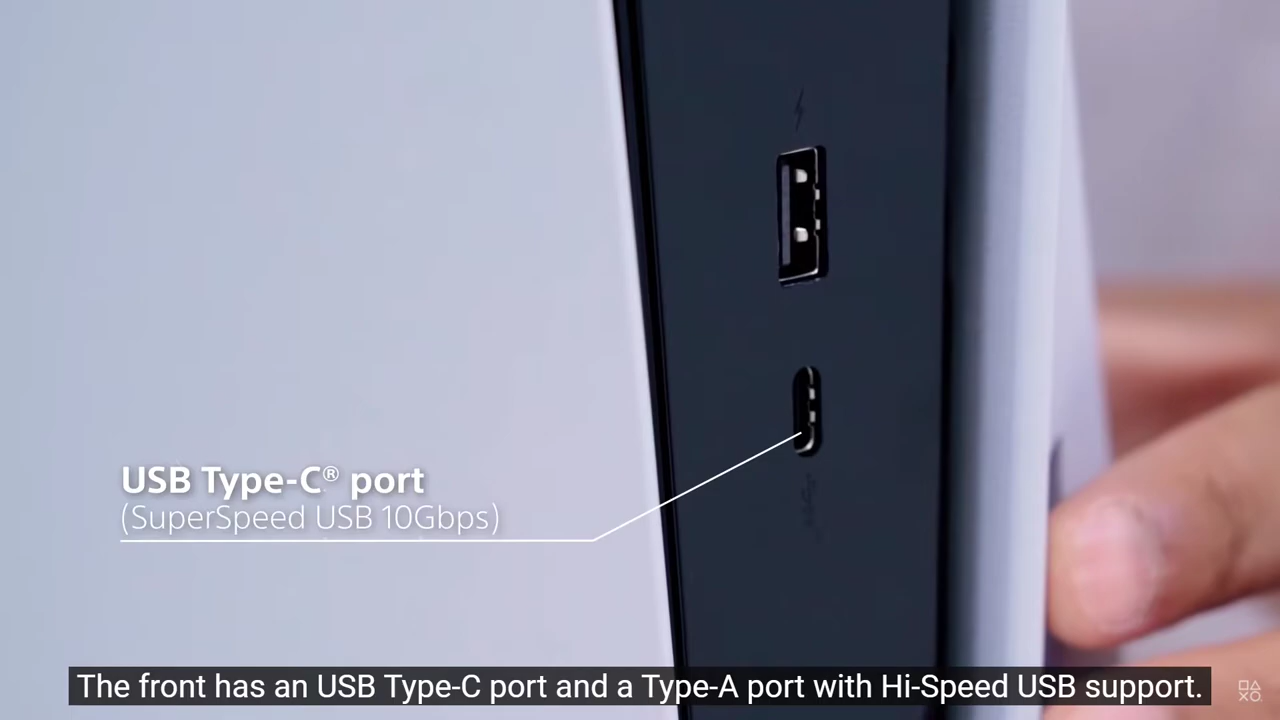 USB Type-C® port
(SuperSpeed USB 10Gbps)
The front has an USB Type-C port and a Type-A port with Hi-Speed USB support.